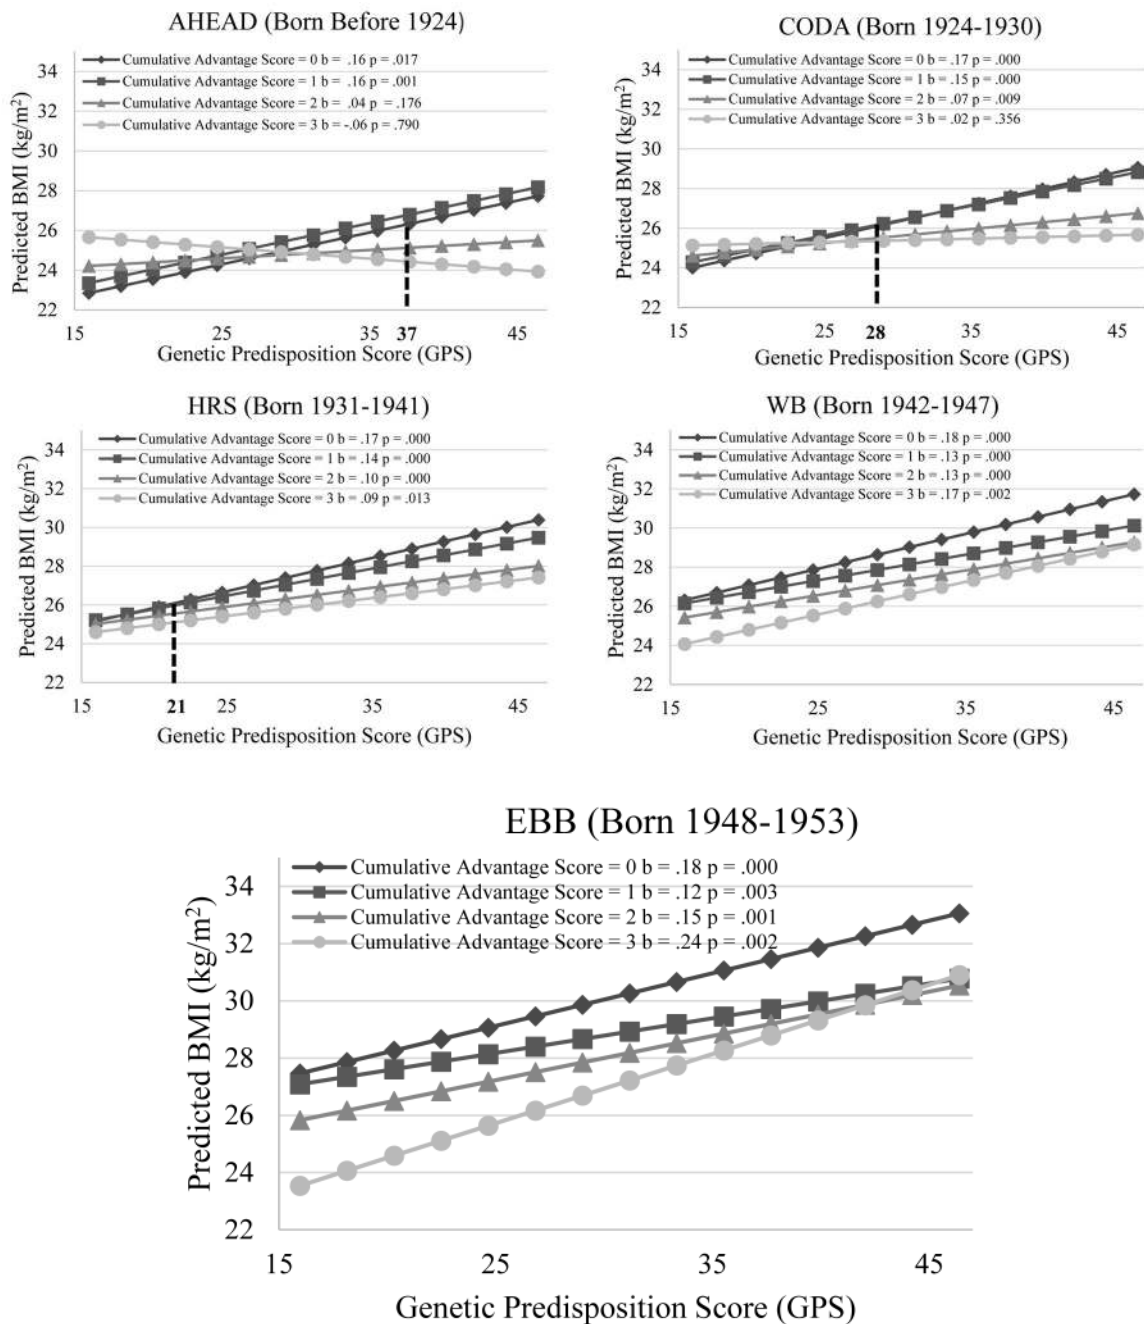 AHEAD (Born Before 1924)
Cumulative Advantage Score = 0 b = .16 p = .017
Cumulative Advantage Score = 1 b = .16 p = .001
Cumulative Advantage Score = 2 b = .04 p = .176
Cumulative Advantage Score = 3 b = -.06 p = .790
Predicted BMI (kg/m²)
34
32
30
28
26
24
22
15 25 35 37 45
Genetic Predisposition Score (GPS)
CODA (Born 1924-1930)
Cumulative Advantage Score = 0 b = .17 p = .000
Cumulative Advantage Score = 1 b = .15 p = .000
Cumulative Advantage Score = 2 b = .07 p = .009
Cumulative Advantage Score = 3 b = .02 p = .356
Predicted BMI (kg/m²)
34
32
30
28
26
24
22
15 25 28 35 45
Genetic Predisposition Score (GPS)
HRS (Born 1931-1941)
Cumulative Advantage Score = 0 b = .17 p = .000
Cumulative Advantage Score = 1 b = .14 p = .000
Cumulative Advantage Score = 2 b = .10 p = .000
Cumulative Advantage Score = 3 b = .09 p = .013
Predicted BMI (kg/m²)
34
32
30
28
26
24
22
15 21 25 35 45
Genetic Predisposition Score (GPS)
WB (Born 1942-1947)
Cumulative Advantage Score = 0 b = .18 p = .000
Cumulative Advantage Score = 1 b = .13 p = .000
Cumulative Advantage Score = 2 b = .13 p = .000
Cumulative Advantage Score = 3 b = .17 p = .002
Predicted BMI (kg/m²)
34
32
30
28
26
24
22
15 25 35 45
Genetic Predisposition Score (GPS)
EBB (Born 1948-1953)
Cumulative Advantage Score = 0 b = .18 p = .000
Cumulative Advantage Score = 1 b = .12 p = .003
Cumulative Advantage Score = 2 b = .15 p = .001
Cumulative Advantage Score = 3 b = .24 p = .002
Predicted BMI (kg/m²)
34
32
30
28
26
24
22
15 25 35 45
Genetic Predisposition Score (GPS)